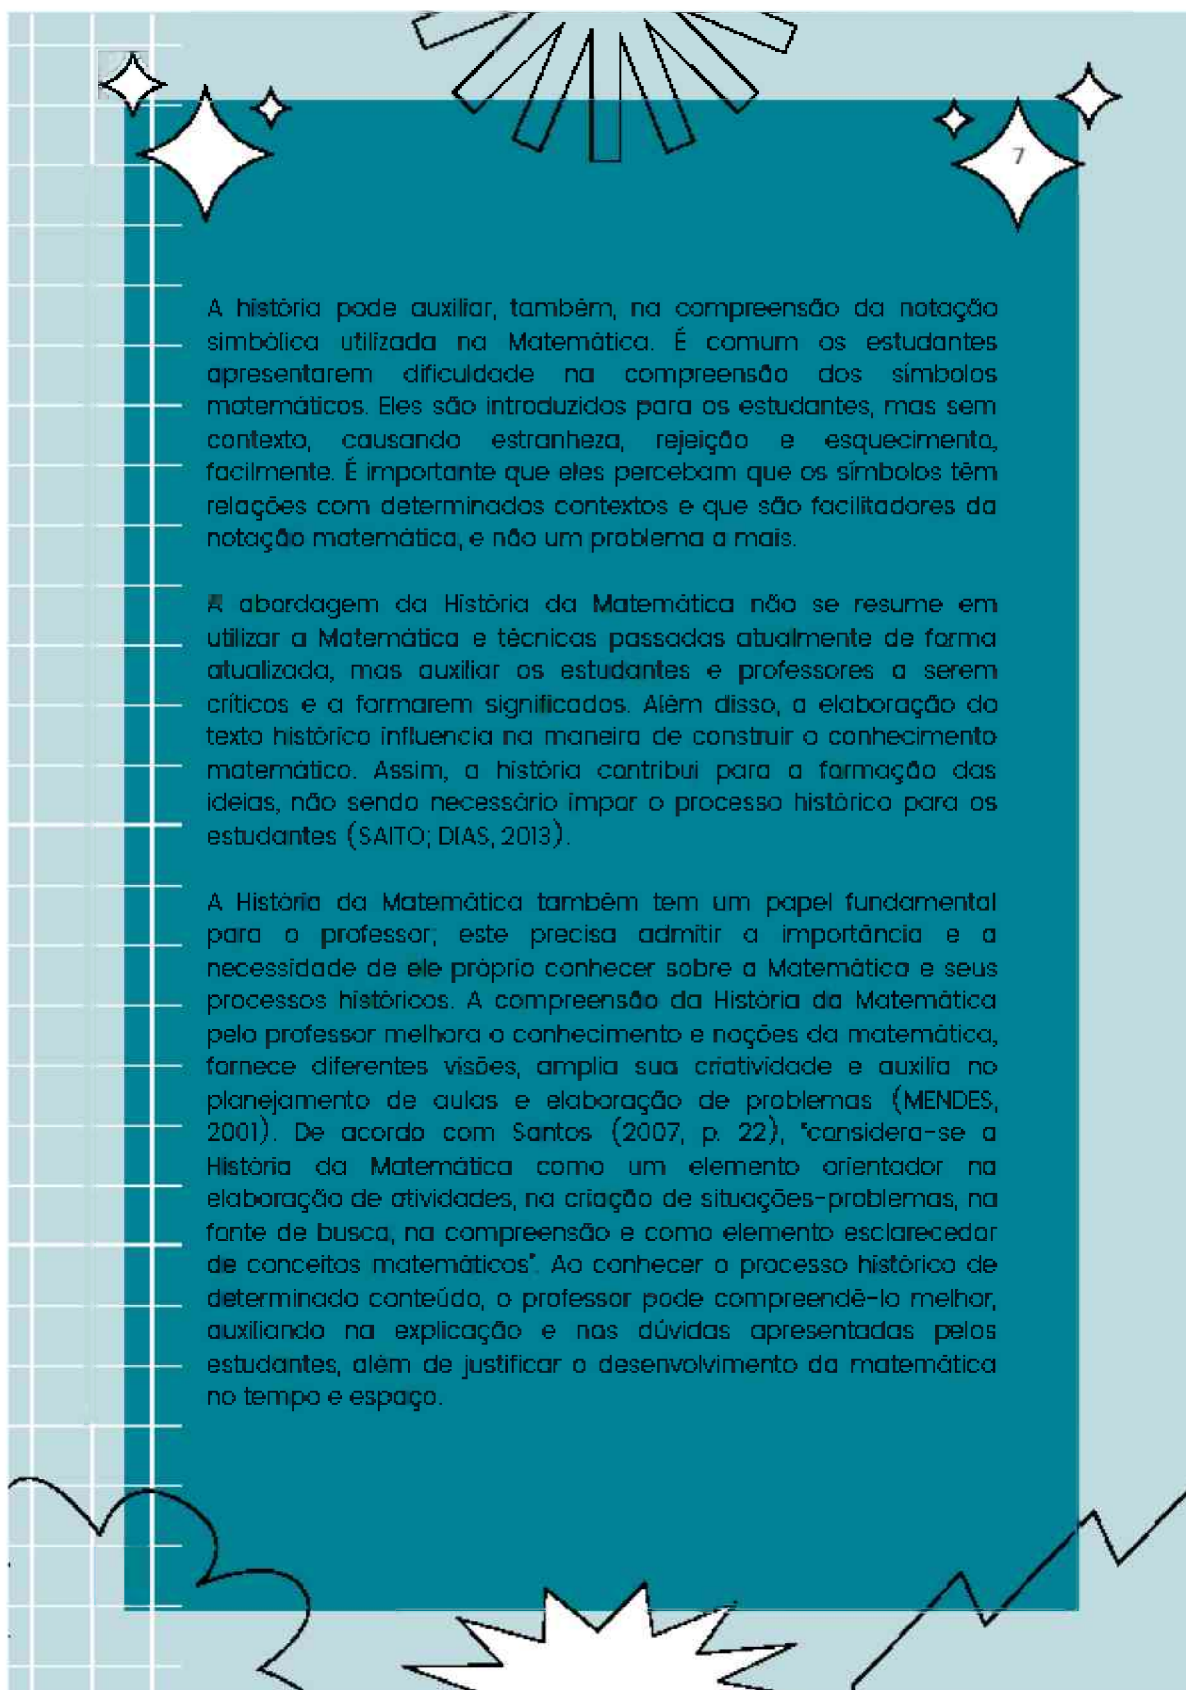 7
A história pode auxiliar, também, na compreensão da notação
simbólica utilizada na Matemática. É comum os estudantes
apresentarem dificuldade na compreensão dos símbolos
matemáticos. Eles são introduzidos para os estudantes, mas sem
contexto, causando estranheza, rejeição e esquecimento,
facilmente. É importante que eles percebam que os símbolos têm
relações com determinados contextos e que são facilitadores da
notação matemática, e não um problema a mais.
A abordagem da História da Matemática não se resume em
utilizar a Matemática e técnicas passadas atualmente de forma
atualizada, mas auxiliar os estudantes e professores a serem
críticos e a formarem significados. Além disso, a elaboração do
texto histórico influencia na maneira de construir o conhecimento
matemático. Assim, a história contribui para a formação das
ideias, não sendo necessário impor o processo histórico para os
estudantes (SAITO; DIAS, 2013).
A História da Matemática também tem um papel fundamental
para o professor; este precisa admitir a importância e a
necessidade de ele próprio conhecer sobre a Matemática e seus
processos históricos. A compreensão da História da Matemática
pelo professor melhora o conhecimento e noções da matemática,
fornece diferentes visões, amplia sua criatividade e auxilia no
planejamento de aulas e elaboração de problemas (MENDES,
2001). De acordo com Santos (2007, p. 22), "considera-se a
História da Matemática como um elemento orientador na
elaboração de atividades, na criação de situações-problemas, na
fonte de busca, na compreensão e como elemento esclarecedor
de conceitos matemáticos". Ao conhecer o processo histórico de
determinado conteúdo, o professor pode compreendê-lo melhor,
auxiliando na explicação e nas dúvidas apresentadas pelos
estudantes, além de justificar o desenvolvimento da matemática
no tempo e espaço.